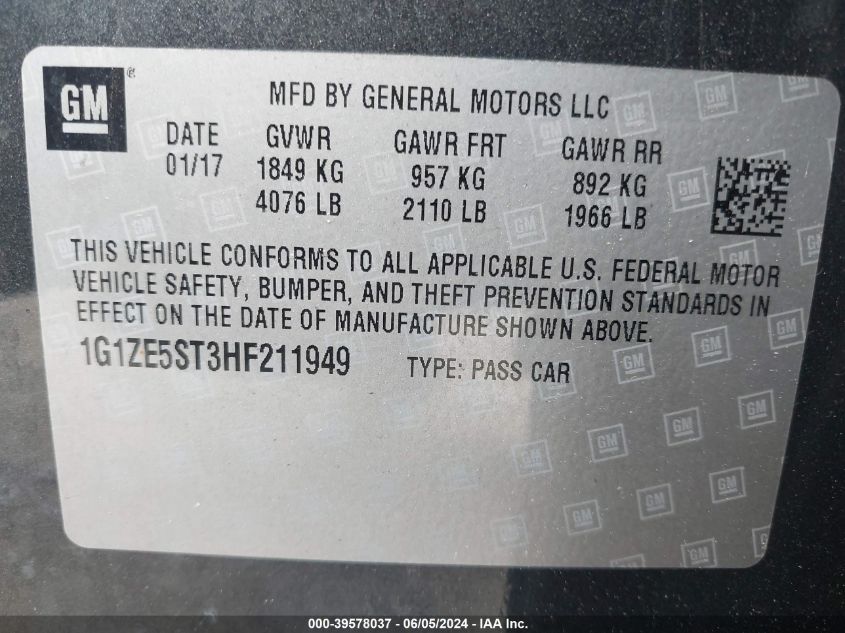 GM
MFD BY GENERAL MOTORS LLC
DATE GVWR GAWR FRT GAWR RR
01/17 1849 KG 957 KG 892 KG
4076 LB 2110 LB 1966 LB
THIS VEHICLE CONFORMS TO ALL APPLICABLE U.S. FEDERAL MOTOR
VEHICLE SAFETY, BUMPER, AND THEFT PREVENTION STANDARDS IN
EFFECT ON THE DATE OF MANUFACTURE SHOWN ABOVE.
1G1ZE5ST3HF211949 TYPE: PASS CAR
000-39578037 - 06/05/2024 - IAA Inc.